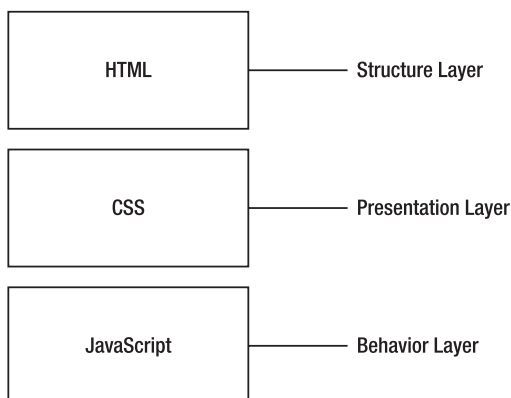 HTML
Structure Layer
CSS
Presentation Layer
JavaScript
Behavior Layer